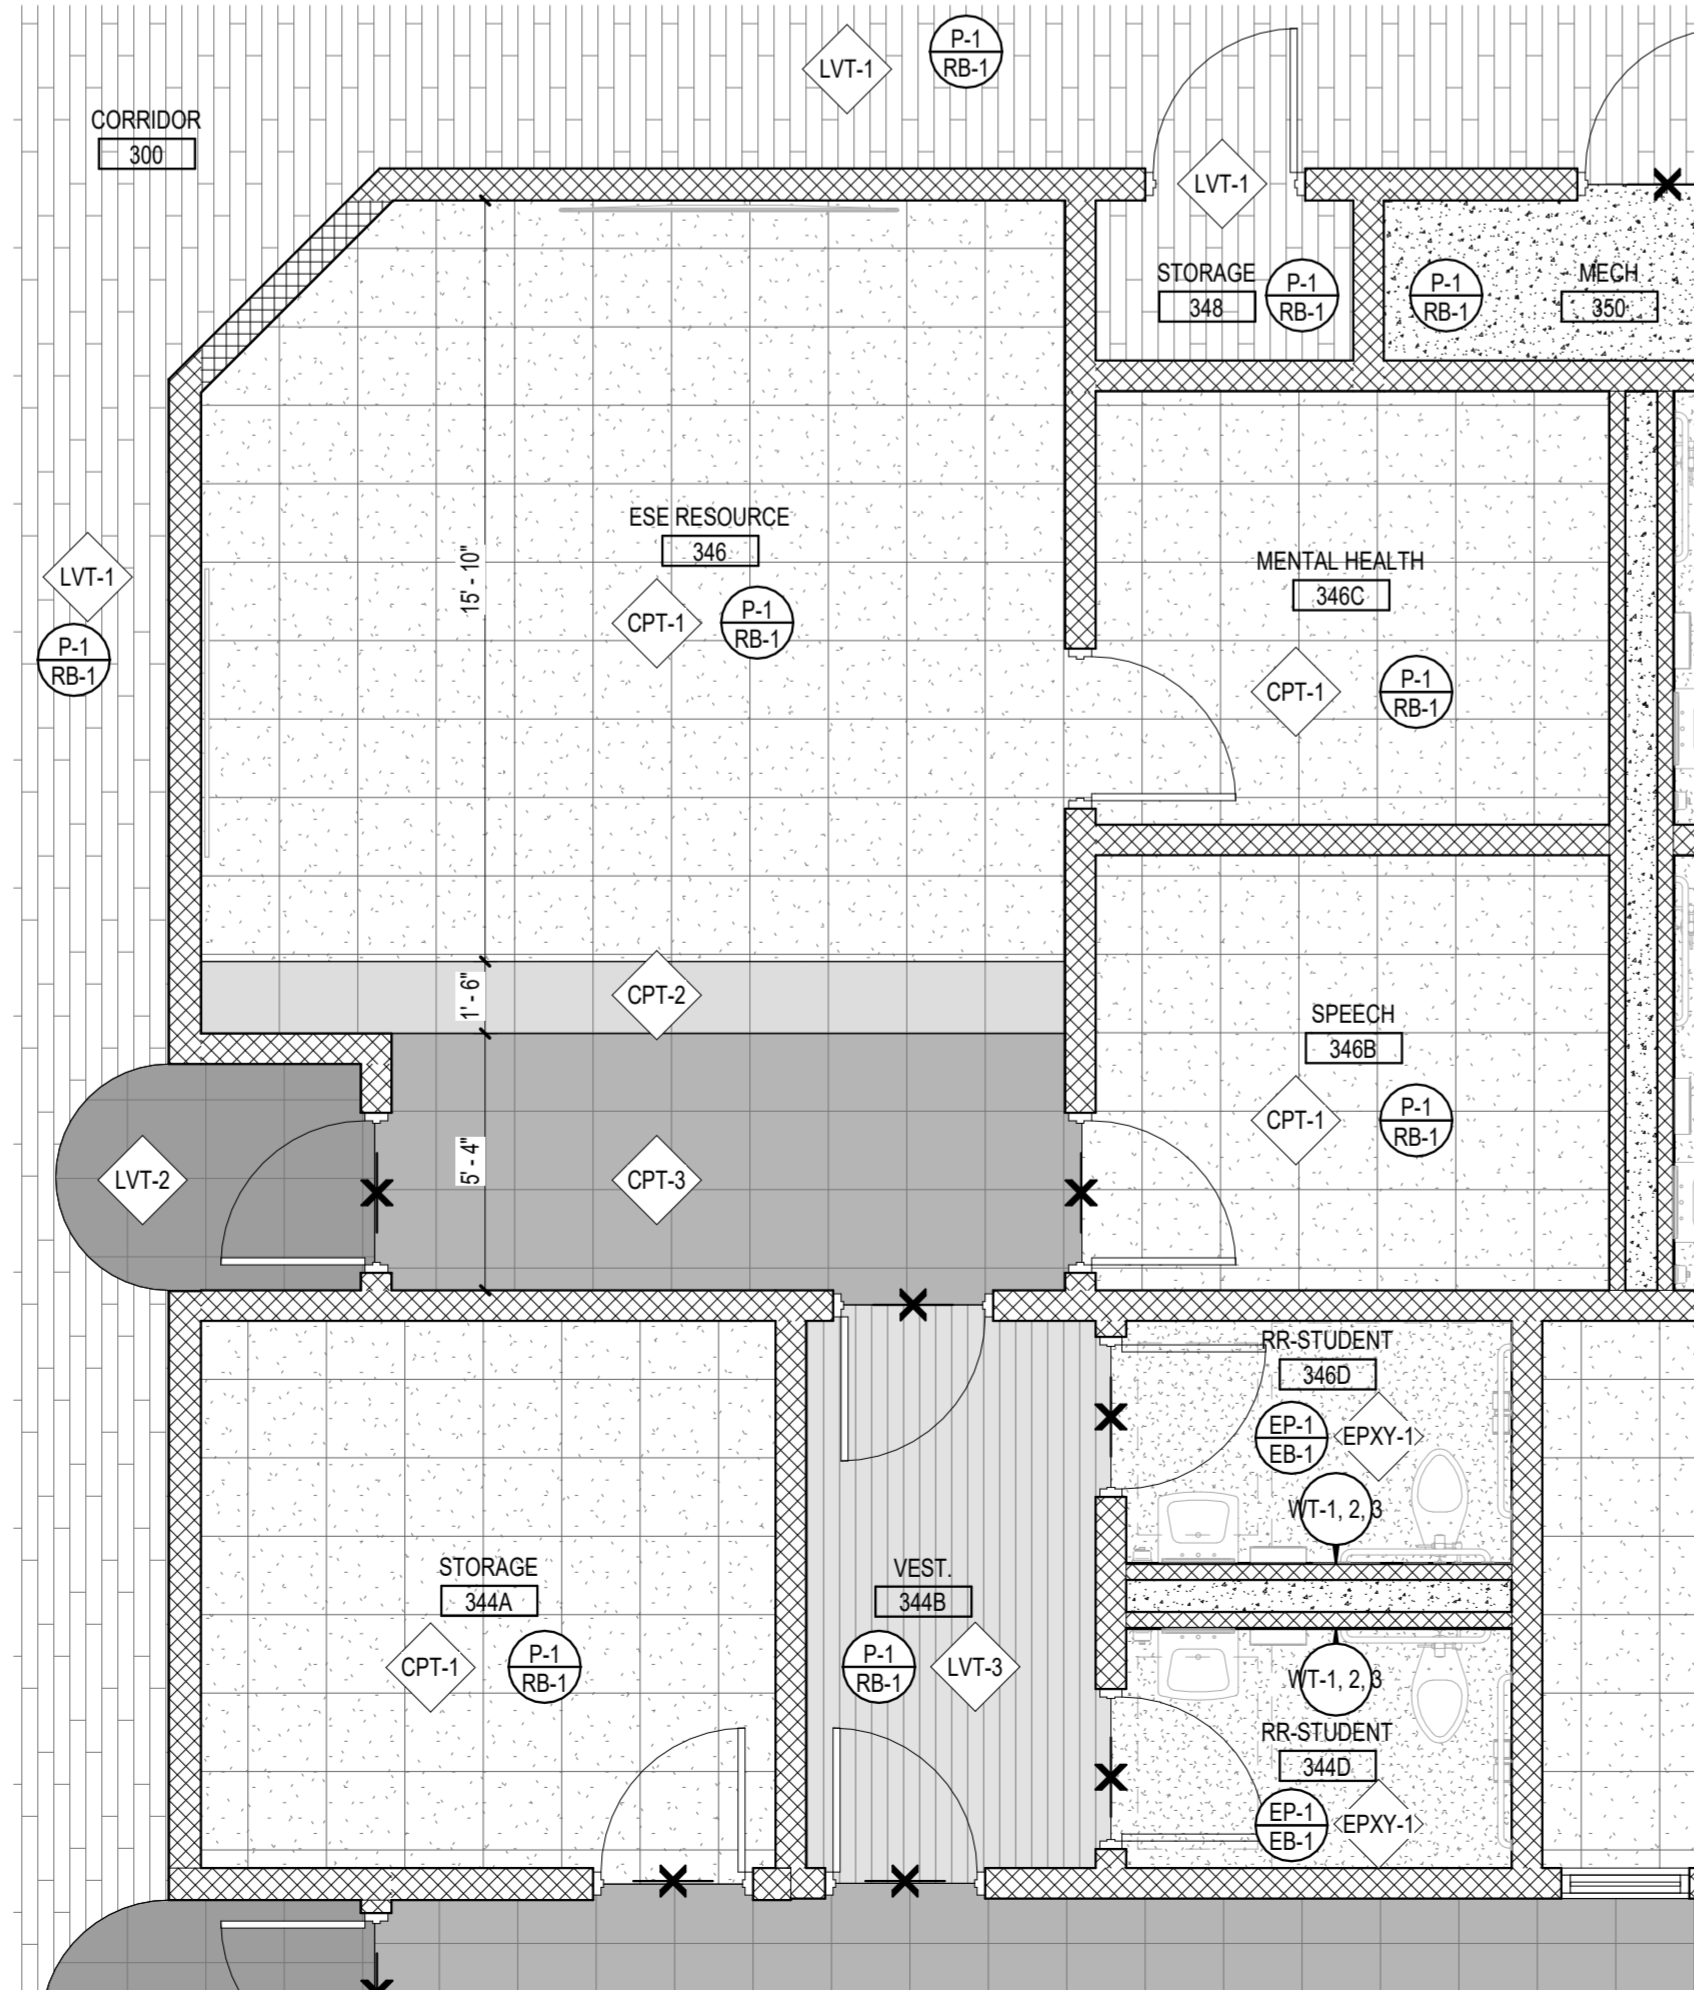 P-1
RB-1
LVT-1
CORRIDOR
300
LVT-1
STORAGE
348
P-1
RB-1
P-1
RB-1
MECH
350
ESE RESOURCE
346
15' - 10"
CPT-1
P-1
RB-1
MENTAL HEALTH
346C
CPT-1
P-1
RB-1
LVT-1
P-1
RB-1
1' - 6"
CPT-2
SPEECH
346B
CPT-1
P-1
RB-1
LVT-2
5' - 4"
CPT-3
RR-STUDENT
346D
EP-1
EB-1
EPXY-1
WT-1, 2, 3
STORAGE
344A
CPT-1
P-1
RB-1
VEST.
344B
P-1
RB-1
LVT-3
WT-1, 2, 3
RR-STUDENT
344D
EP-1
EB-1
EPXY-1